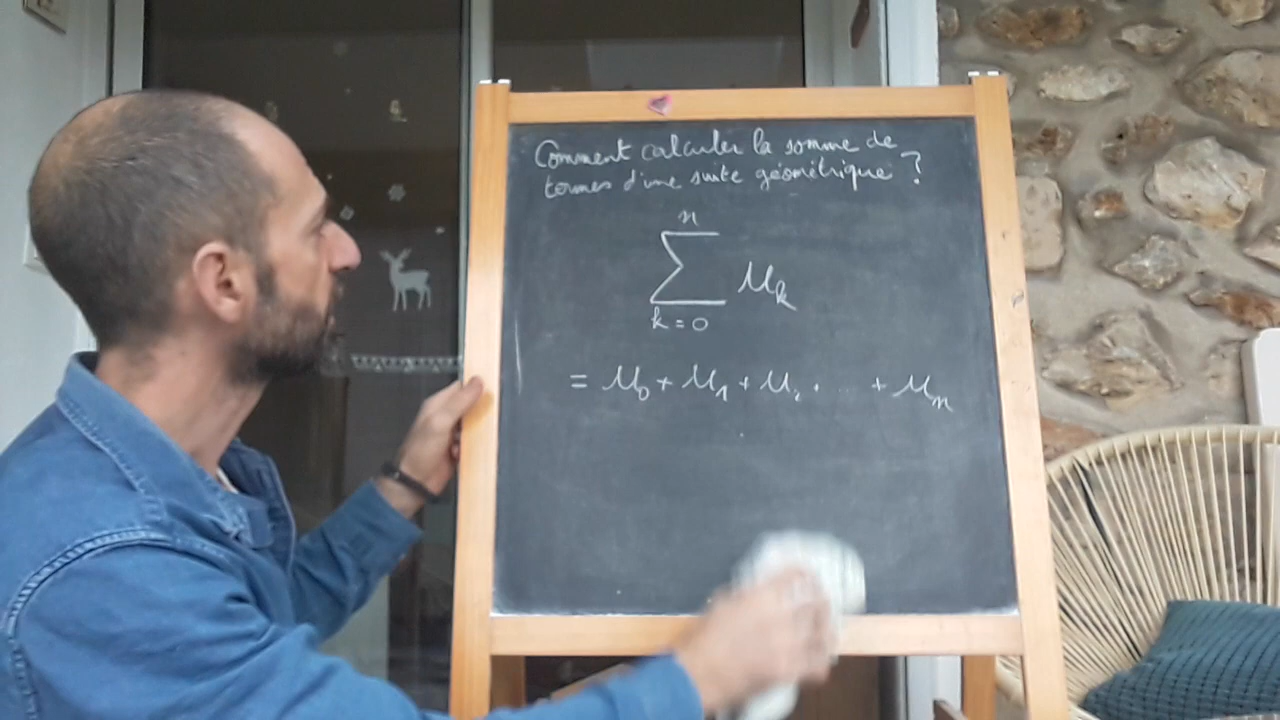 Comment calculer la somme de
termes d'une suite géométrique ?
n
∑ u_k
k = 0
= u_0 + u_1 + u_2 . ... + u_n